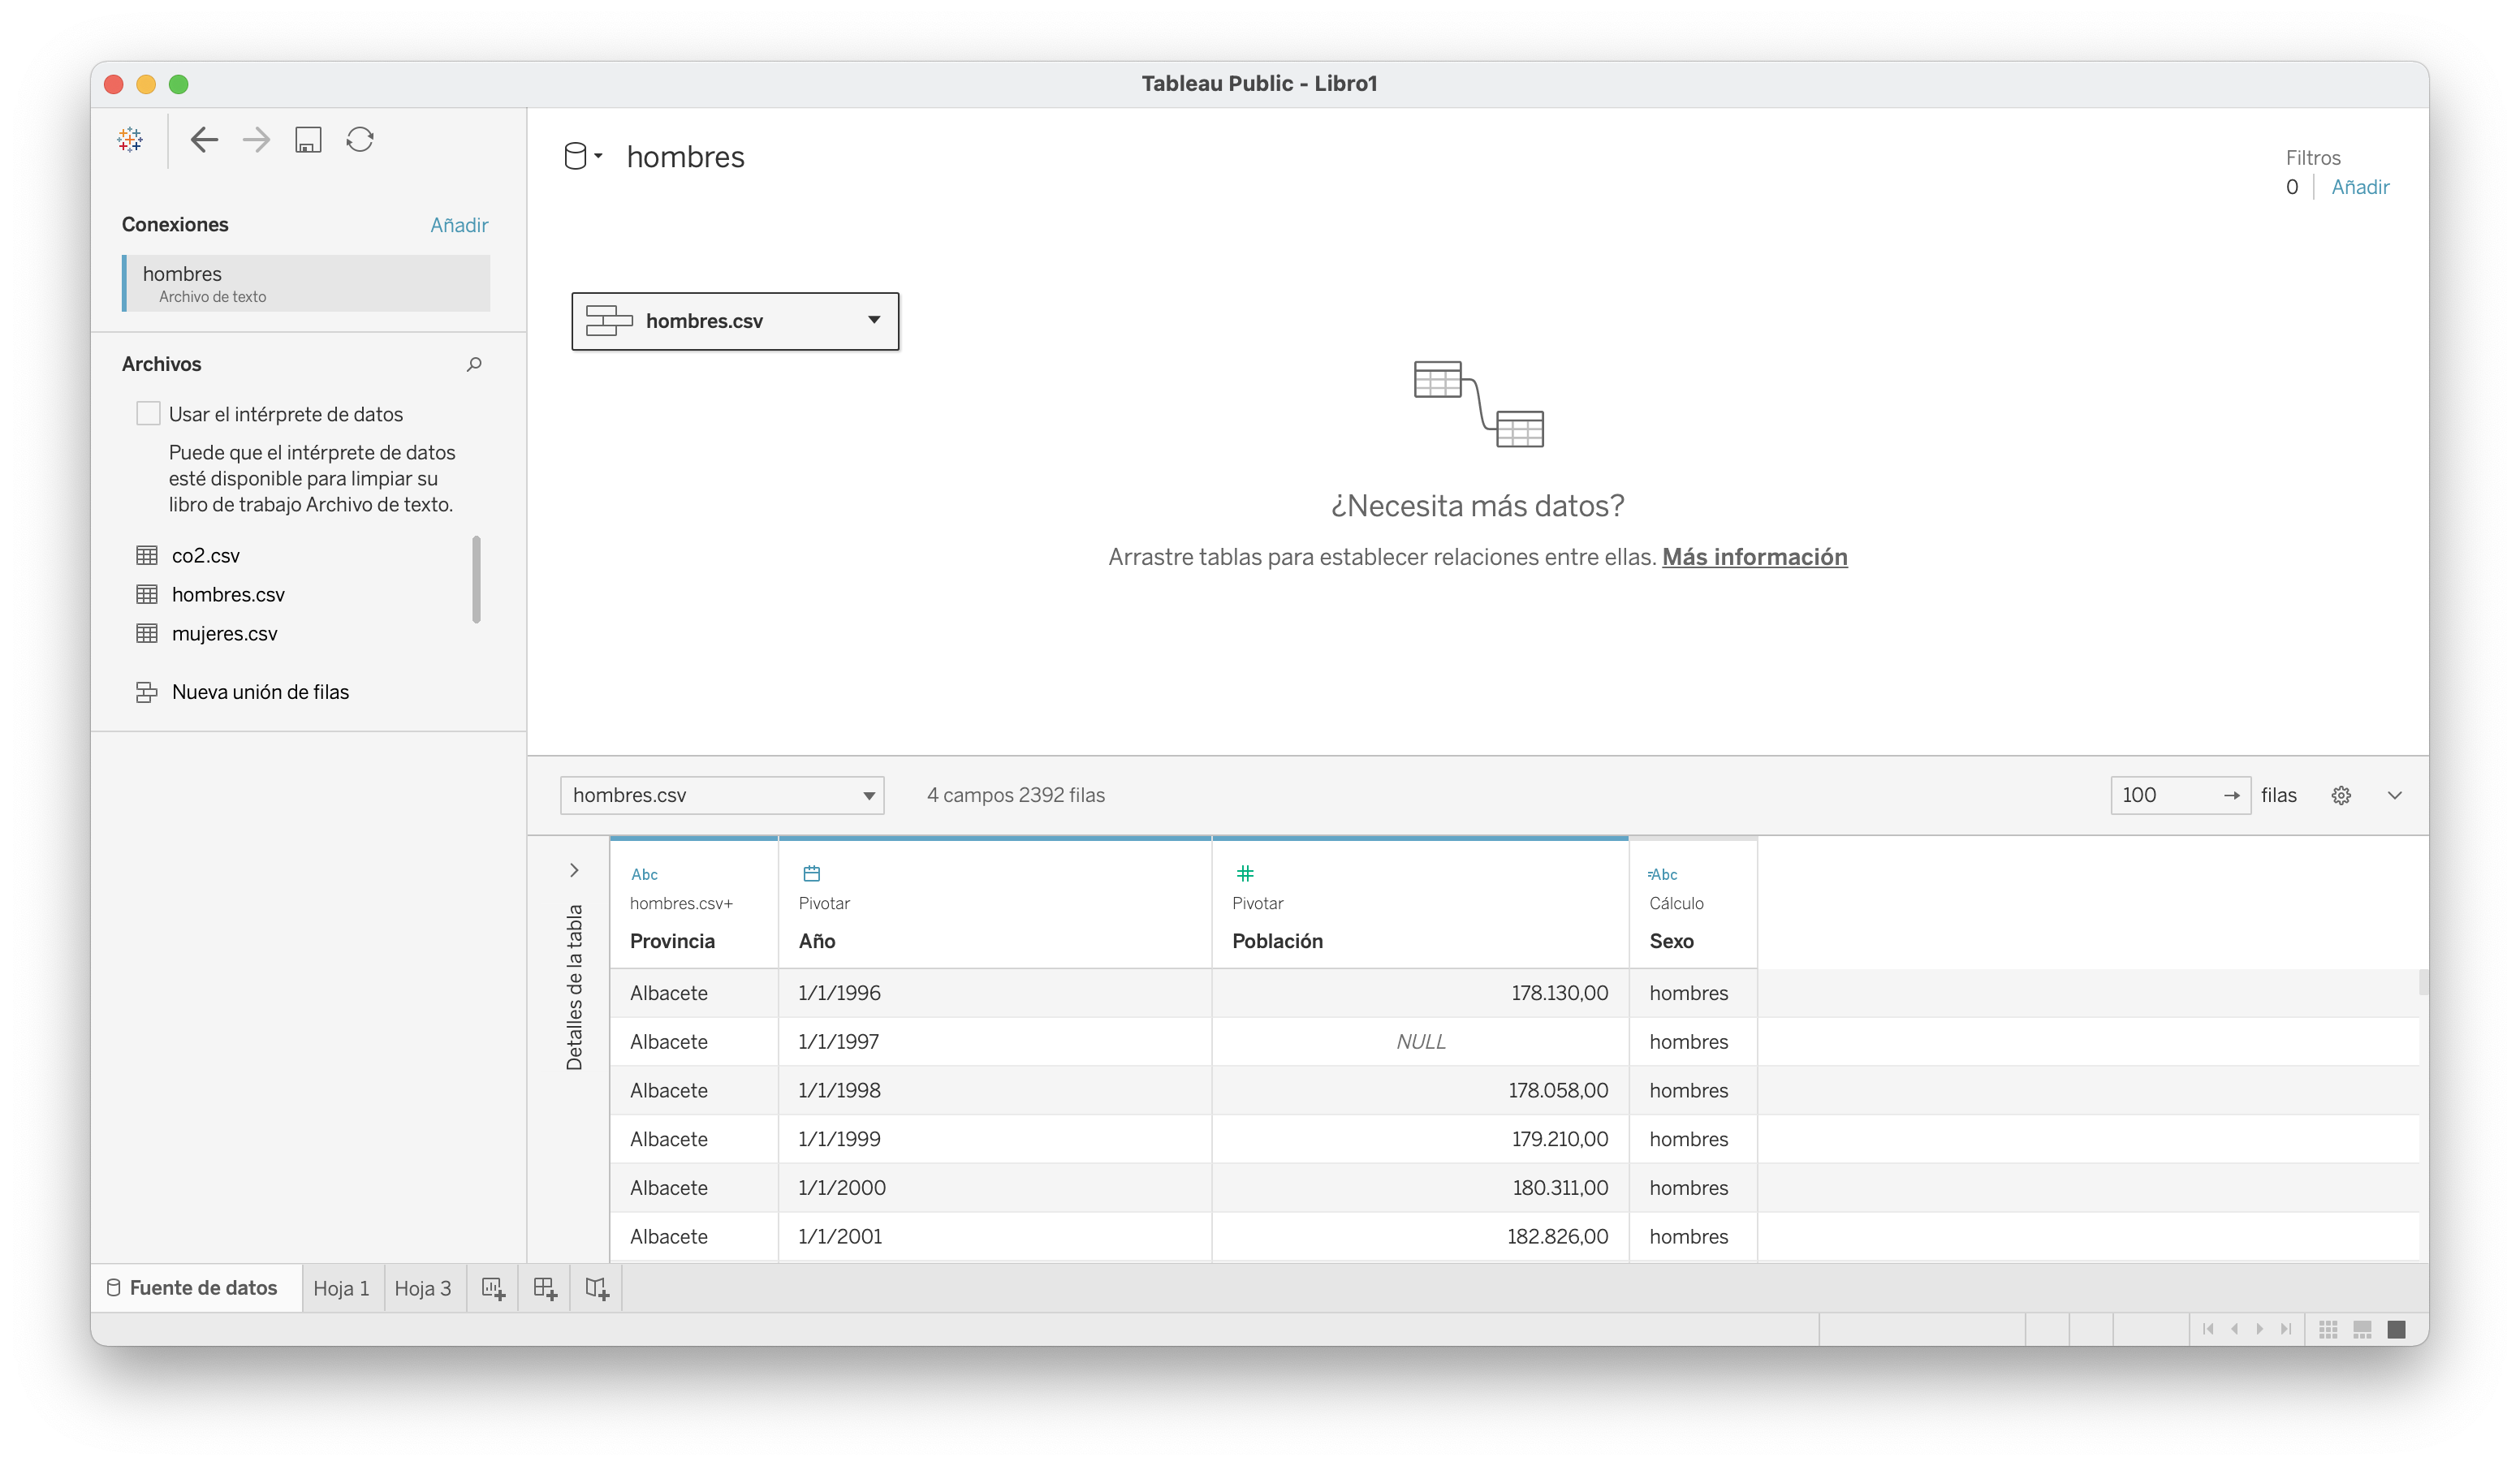 Tableau Public - Libro1
hombres
Filtros
0 Añadir
Conexiones Añadir
hombres
Archivo de texto
Archivos
Usar el intérprete de datos
Puede que el intérprete de datos
esté disponible para limpiar su
libro de trabajo Archivo de texto.
co2.csv
hombres.csv
mujeres.csv
Nueva unión de filas
hombres.csv
¿Necesita más datos?
Arrastre tablas para establecer relaciones entre ellas. Más información
hombres.csv 4 campos 2392 filas 100 filas
Detalles de la tabla
Abc # =Abc
hombres.csv+ Pivotar Pivotar Cálculo
Provincia Año Población Sexo
Albacete 1/1/1996 178.130,00 hombres
Albacete 1/1/1997 NULL hombres
Albacete 1/1/1998 178.058,00 hombres
Albacete 1/1/1999 179.210,00 hombres
Albacete 1/1/2000 180.311,00 hombres
Albacete 1/1/2001 182.826,00 hombres
Fuente de datos Hoja 1 Hoja 3